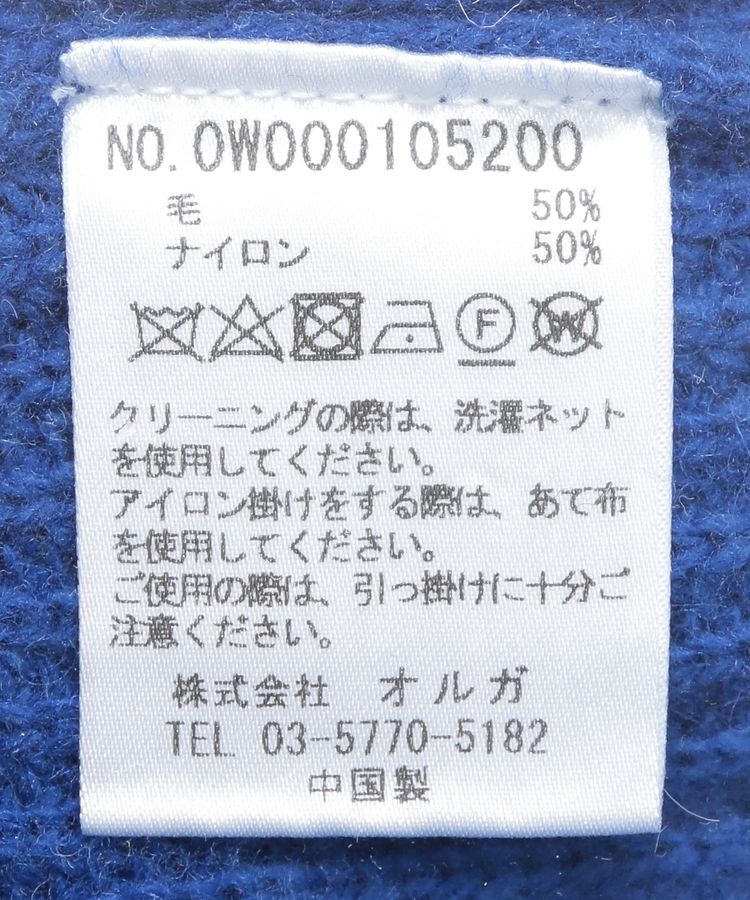 NO. 0W000105200
毛 50%
ナイロン 50%
F W
クリーニングの際は、洗濯ネット
を使用してください。
アイロン掛けをする際は、あて布
を使用してください。
ご使用の際は、引っ掛けに十分ご
注意ください。
株式会社 オルガ
TEL 03-5770-5182
中国製